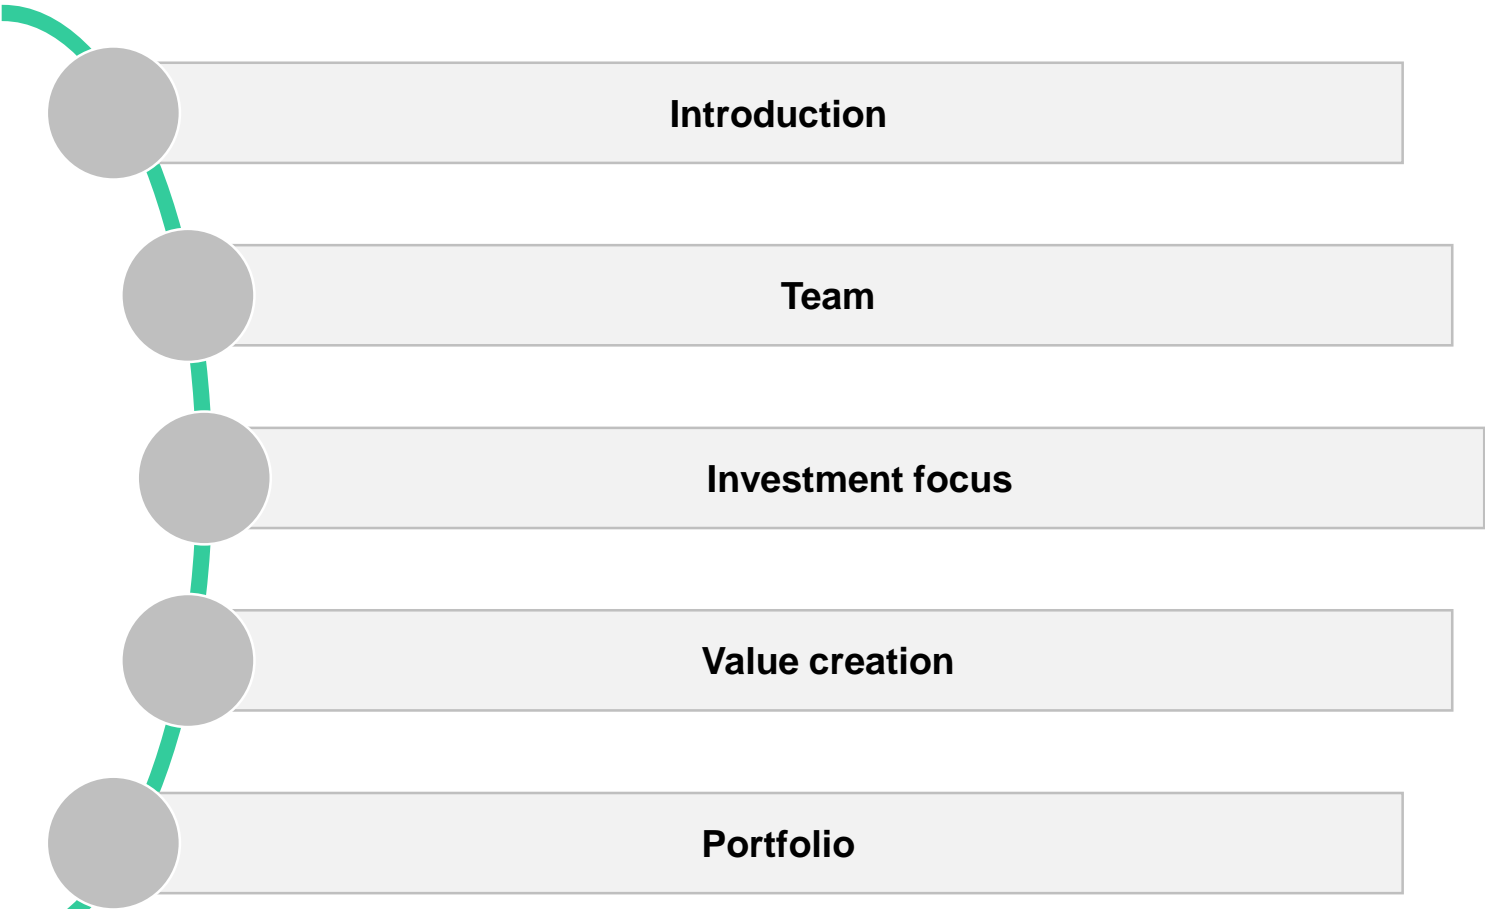 Introduction
Team
Investment focus
Value creation
Portfolio